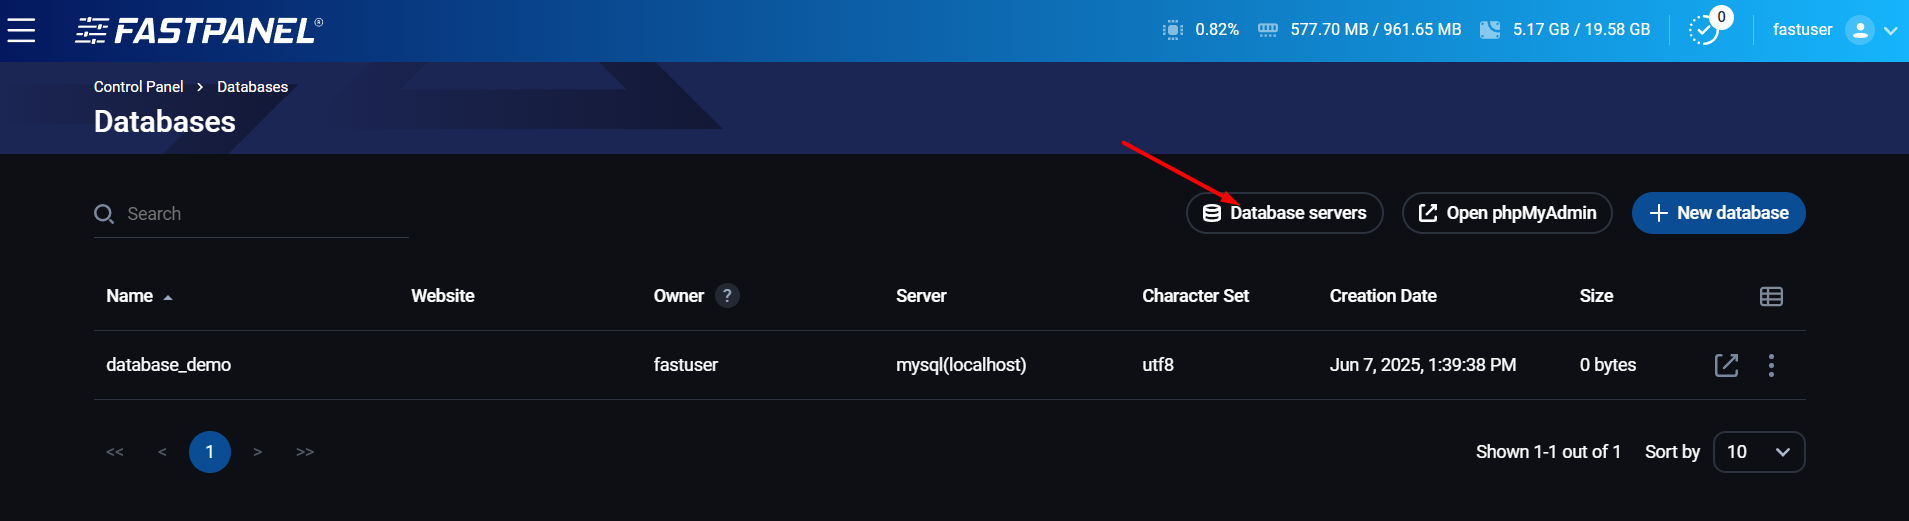 FASTPANEL®
0.82%
577.70 MB / 961.65 MB
5.17 GB / 19.58 GB
0
fastuser
Control Panel > Databases
Databases
Search
Database servers
Open phpMyAdmin
+ New database
Name Website Owner ? Server Character Set Creation Date Size
database_demo fastuser mysql(localhost) utf8 Jun 7, 2025, 1:39:38 PM 0 bytes
<< < 1 > >>
Shown 1-1 out of 1 Sort by 10